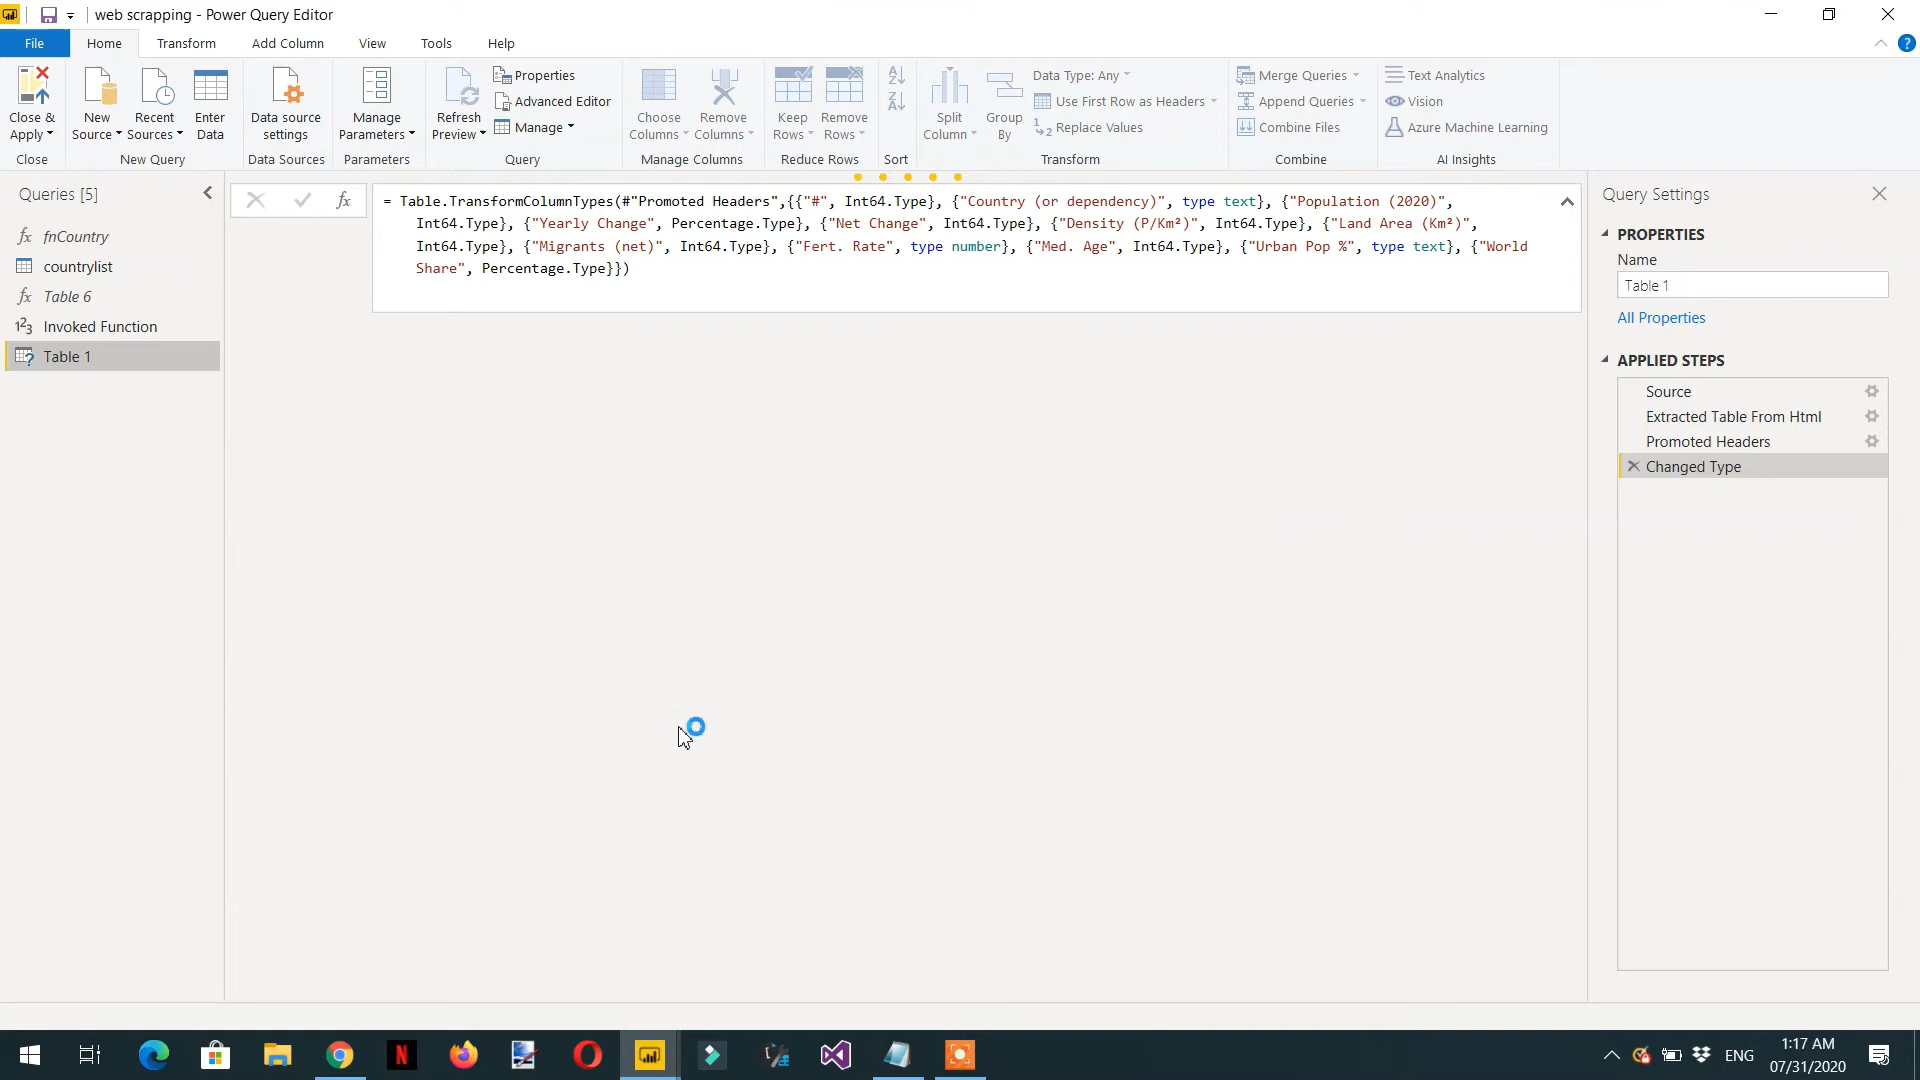 web scrapping - Power Query Editor
File
Home
Transform
Add Column
View
Tools
Help
Close &
Apply
Close
New
Source
Recent
Sources
Enter
Data
New Query
Data source
settings
Data Sources
Manage
Parameters
Parameters
Refresh
Preview
Properties
Advanced Editor
Manage
Query
Choose
Columns
Remove
Columns
Manage Columns
Keep
Rows
Remove
Rows
Reduce Rows
Sort
Split
Column
Group
By
Data Type: Any
Use First Row as Headers
Replace Values
Transform
Merge Queries
Append Queries
Combine Files
Combine
Text Analytics
Vision
Azure Machine Learning
AI Insights
Queries [5]
fnCountry
countrylist
Table 6
Invoked Function
Table 1
= Table.TransformColumnTypes(#"Promoted Headers",{{"#", Int64.Type}, {"Country (or dependency)", type text}, {"Population (2020)",
Int64.Type}, {"Yearly Change", Percentage.Type}, {"Net Change", Int64.Type}, {"Density (P/Km²)", Int64.Type}, {"Land Area (Km²)",
Int64.Type}, {"Migrants (net)", Int64.Type}, {"Fert. Rate", type number}, {"Med. Age", Int64.Type}, {"Urban Pop %", type text}, {"World
Share", Percentage.Type}})
Query Settings
PROPERTIES
Name
Table 1
All Properties
APPLIED STEPS
Source
Extracted Table From Html
Promoted Headers
Changed Type
ENG
1:17 AM
07/31/2020